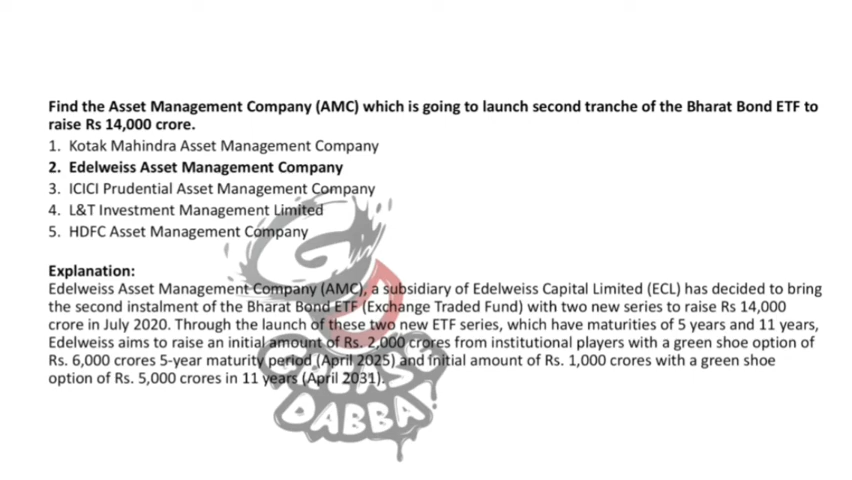 Find the Asset Management Company (AMC) which is going to launch second tranche of the Bharat Bond ETF to
raise Rs 14,000 crore.
1. Kotak Mahindra Asset Management Company
2. Edelweiss Asset Management Company
3. ICICI Prudential Asset Management Company
4. L&T Investment Management Limited
5. HDFC Asset Management Company
Explanation:
Edelweiss Asset Management Company (AMC), a subsidiary of Edelweiss Capital Limited (ECL) has decided to bring
the second instalment of the Bharat Bond ETF (Exchange Traded Fund) with two new series to raise Rs 14,000
crore in July 2020. Through the launch of these two new ETF series, which have maturities of 5 years and 11 years,
Edelweiss aims to raise an initial amount of Rs. 2,000 crores from institutional players with a green shoe option of
Rs. 6,000 crores 5-year maturity period (April 2025) and initial amount of Rs. 1,000 crores with a green shoe
option of Rs. 5,000 crores in 11 years (April 2031).
DABBA